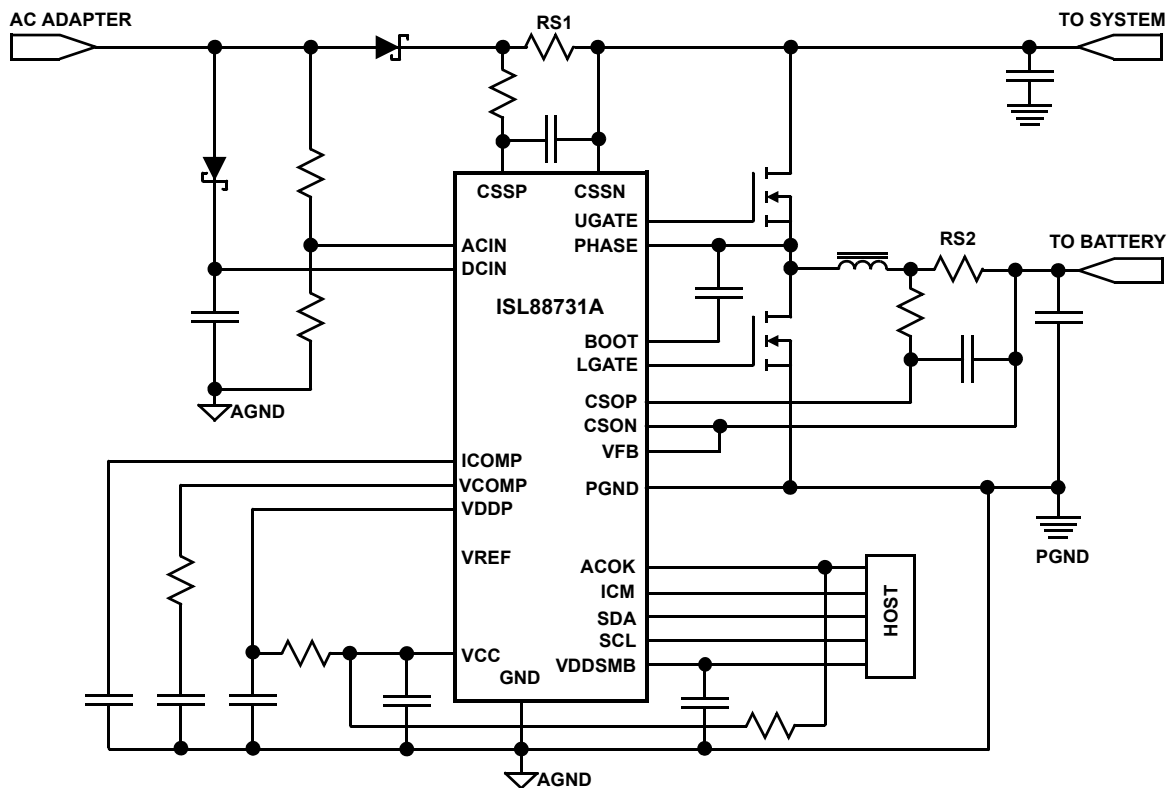 AC ADAPTER
RS1
TO SYSTEM
CSSP
CSSN
UGATE
PHASE
ACIN
DCIN
RS2
TO BATTERY
ISL88731A
BOOT
LGATE
CSOP
CSON
VFB
AGND
ICOMP
VCOMP
VDDP
PGND
VREF
PGND
ACOK
ICM
SDA
SCL
VDDSMB
HOST
VCC
GND
AGND